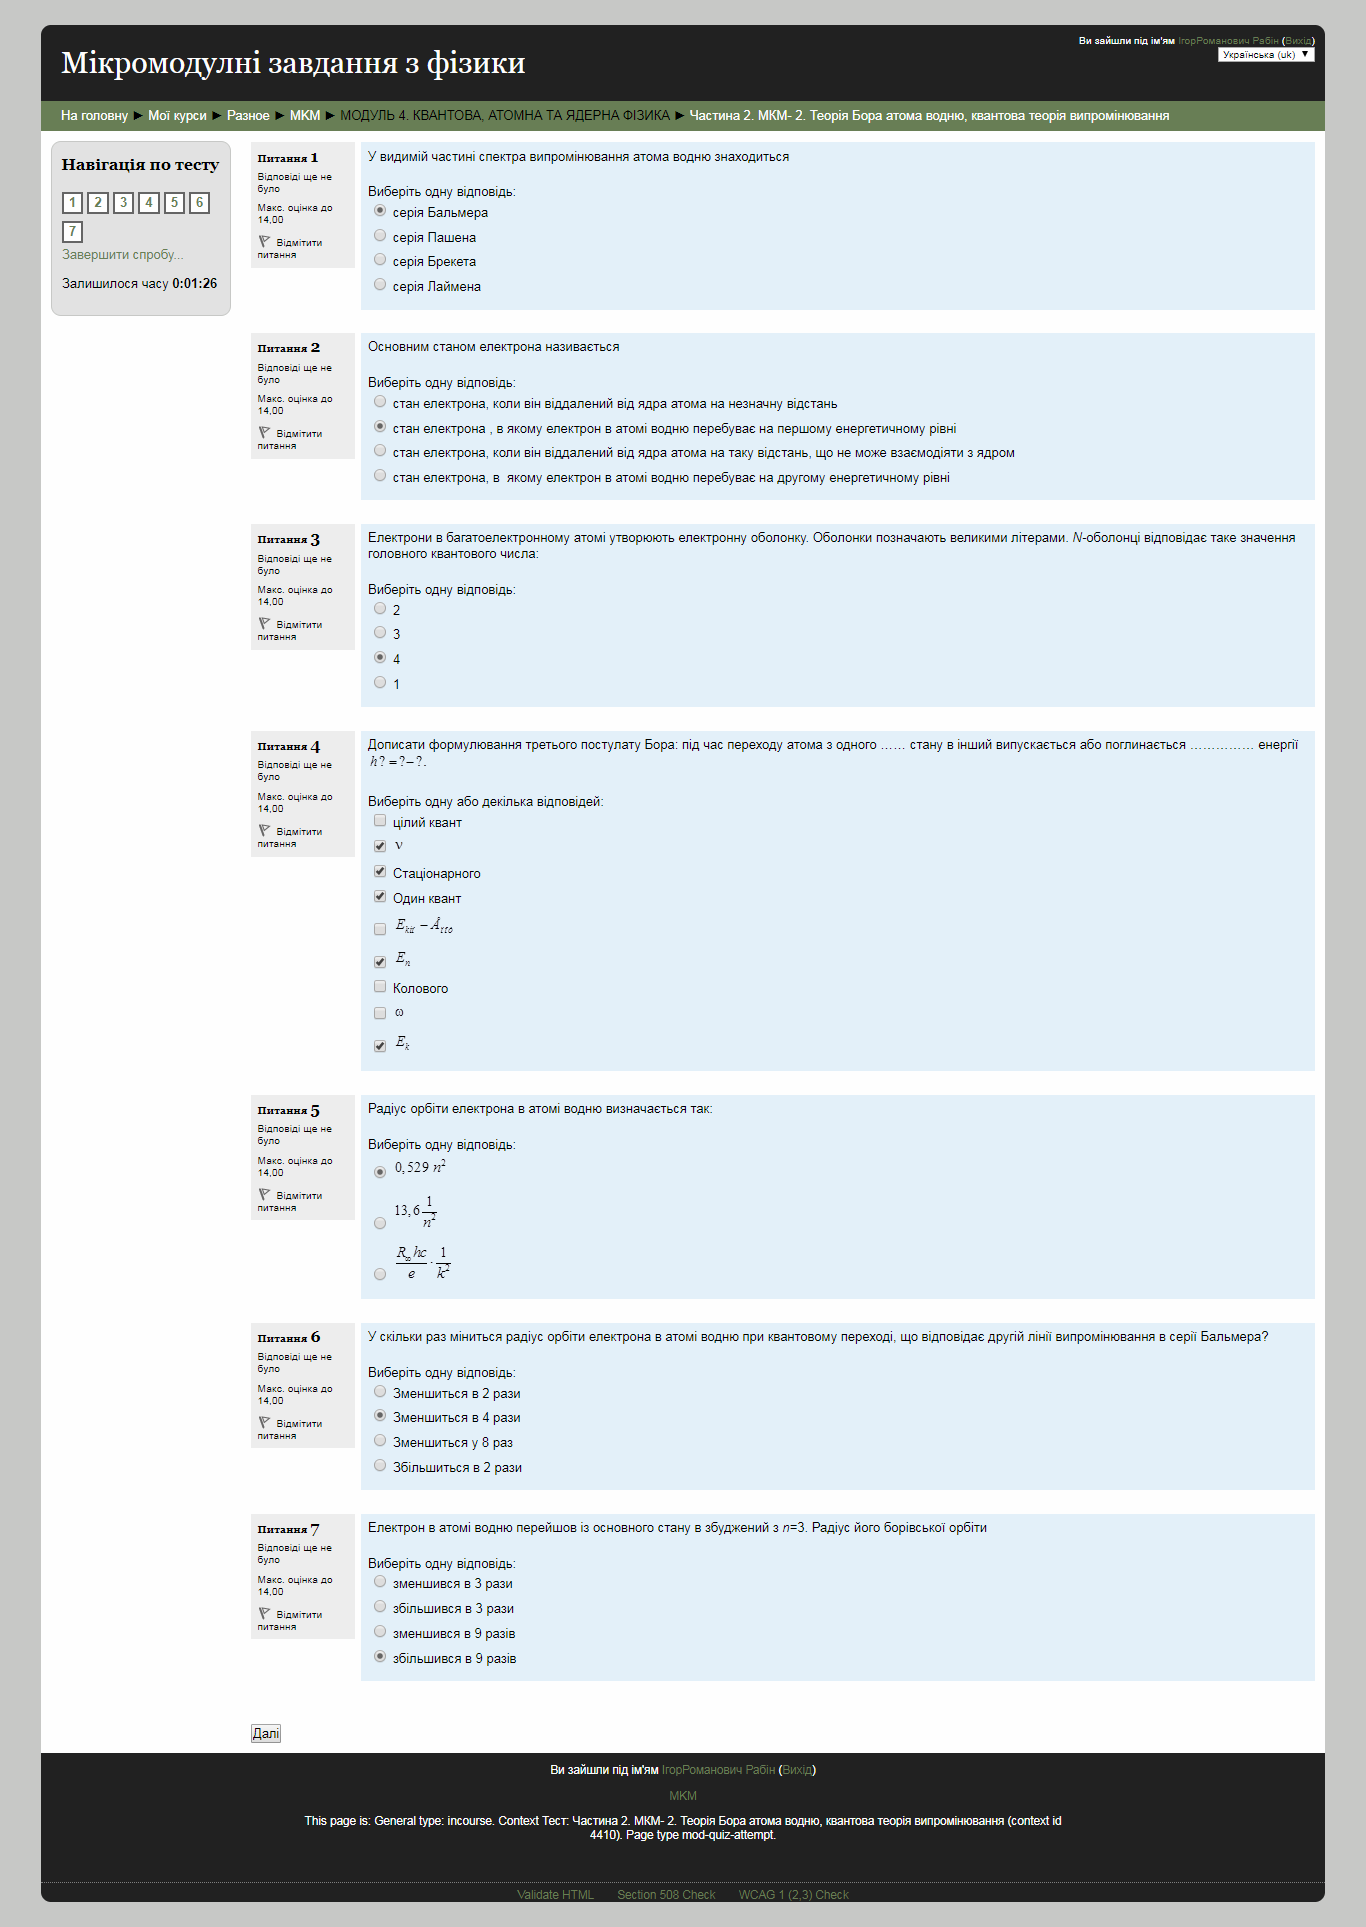 Мікромодулні завдання з фізики
Ви зайшли під ім'ям ІгорРоманович Рабін (Вихід)
Українська (uk) ▼
На головну ► Мої курси ► Разное ► МКМ ► МОДУЛЬ 4. КВАНТОВА, АТОМНА ТА ЯДЕРНА ФІЗИКА ► Частина 2. МКМ- 2. Теорія Бора атома водню, квантова теорія випромінювання
Навігація по тесту
1 2 3 4 5 6
7
Завершити спробу...
Залишилося часу 0:01:26
Питання 1
Відповіді ще не
було
Макс. оцінка до
14,00
Відмітити
питання
У видимій частині спектра випромінювання атома водню знаходиться
Виберіть одну відповідь:
серія Бальмера
серія Пашена
серія Брекета
серія Лаймена
Питання 2
Відповіді ще не
було
Макс. оцінка до
14,00
Відмітити
питання
Основним станом електрона називається
Виберіть одну відповідь:
стан електрона, коли він віддалений від ядра атома на незначну відстань
стан електрона , в якому електрон в атомі водню перебуває на першому енергетичному рівні
стан електрона, коли він віддалений від ядра атома на таку відстань, що не може взаємодіяти з ядром
стан електрона, в якому електрон в атомі водню перебуває на другому енергетичному рівні
Питання 3
Відповіді ще не
було
Макс. оцінка до
14,00
Відмітити
питання
Електрони в багатоелектронному атомі утворюють електронну оболонку. Оболонки позначають великими літерами. N-оболонці відповідає таке значення
головного квантового числа:
Виберіть одну відповідь:
2
3
4
1
Питання 4
Відповіді ще не
було
Макс. оцінка до
14,00
Відмітити
питання
Дописати формулювання третього постулату Бора: під час переходу атома з одного …… стану в інший випускається або поглинається …………… енергії
h? =?–?.
Виберіть одну або декілька відповідей:
цілий квант
ν
Стаціонарного
Один квант
E_kit − Â_tto
E_n
Колового
ω
E_k
Питання 5
Відповіді ще не
було
Макс. оцінка до
14,00
Відмітити
питання
Радіус орбіти електрона в атомі водню визначається так:
Виберіть одну відповідь:
0,529 n²
13,6 1/n²
R∞hc/e · 1/k²
Питання 6
Відповіді ще не
було
Макс. оцінка до
14,00
Відмітити
питання
У скільки раз міниться радіус орбіти електрона в атомі водню при квантовому переході, що відповідає другій лінії випромінювання в серії Бальмера?
Виберіть одну відповідь:
Зменшиться в 2 рази
Зменшиться в 4 рази
Зменшиться у 8 раз
Збільшиться в 2 рази
Питання 7
Відповіді ще не
було
Макс. оцінка до
14,00
Відмітити
питання
Електрон в атомі водню перейшов із основного стану в збуджений з n=3. Радіус його борівської орбіти
Виберіть одну відповідь:
зменшився в 3 рази
збільшився в 3 рази
зменшився в 9 разів
збільшився в 9 разів
Далі
Ви зайшли під ім'ям ІгорРоманович Рабін (Вихід)
МКМ
This page is: General type: incourse. Context Тест: Частина 2. МКМ- 2. Теорія Бора атома водню, квантова теорія випромінювання (context id
4410). Page type mod-quiz-attempt.
Validate HTML Section 508 Check WCAG 1 (2,3) Check